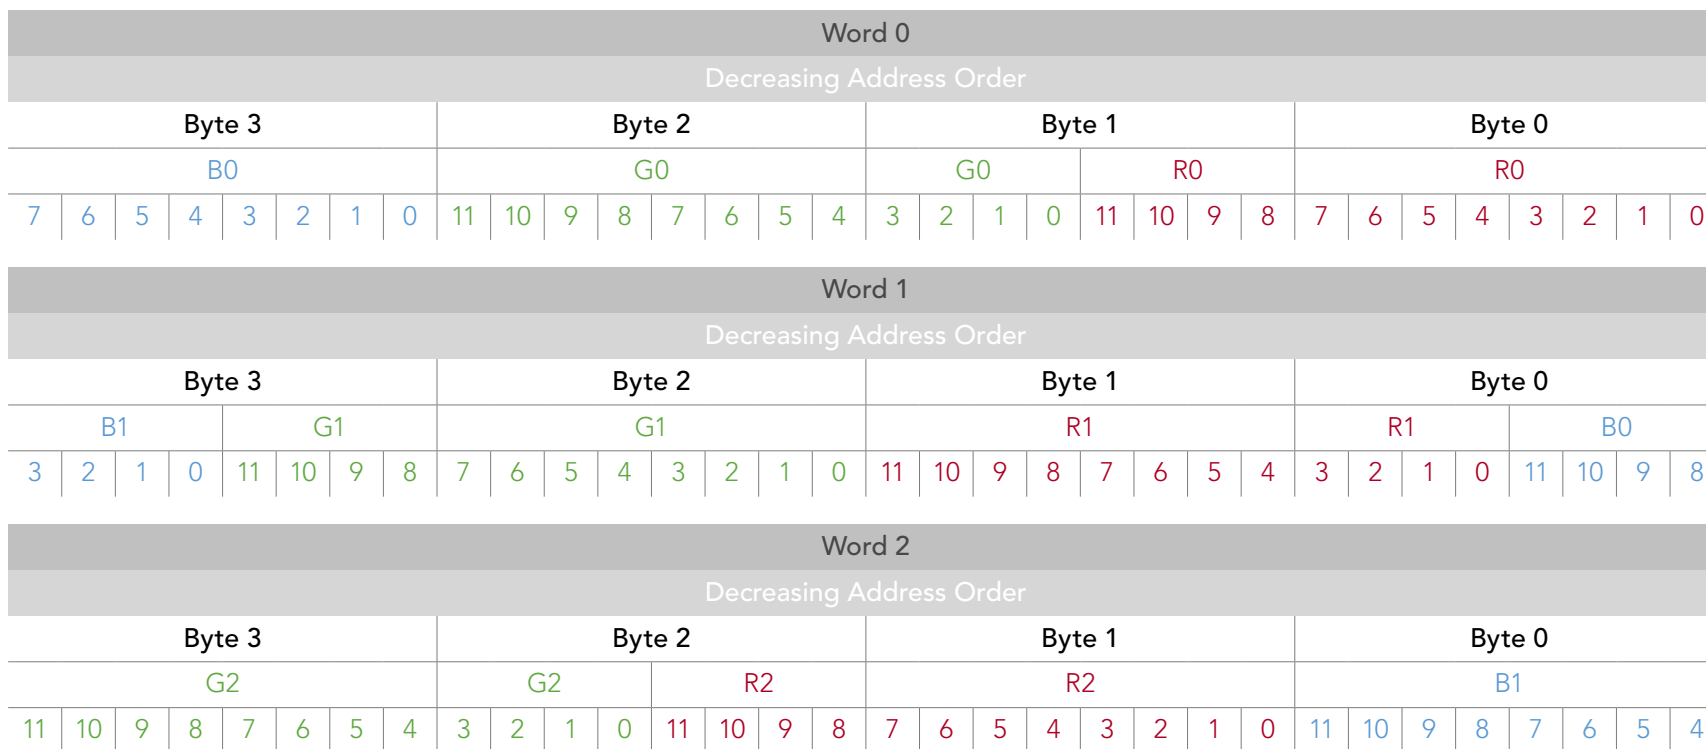 Word 0
Decreasing Address Order
Byte 3 Byte 2 Byte 1 Byte 0
B0 G0 G0 R0 R0
7 6 5 4 3 2 1 0 11 10 9 8 7 6 5 4 3 2 1 0 11 10 9 8 7 6 5 4 3 2 1 0
Word 1
Decreasing Address Order
Byte 3 Byte 2 Byte 1 Byte 0
B1 G1 G1 R1 R1 B0
3 2 1 0 11 10 9 8 7 6 5 4 3 2 1 0 11 10 9 8 7 6 5 4 3 2 1 0 11 10 9 8
Word 2
Decreasing Address Order
Byte 3 Byte 2 Byte 1 Byte 0
G2 G2 R2 R2 B1
11 10 9 8 7 6 5 4 3 2 1 0 11 10 9 8 7 6 5 4 3 2 1 0 11 10 9 8 7 6 5 4